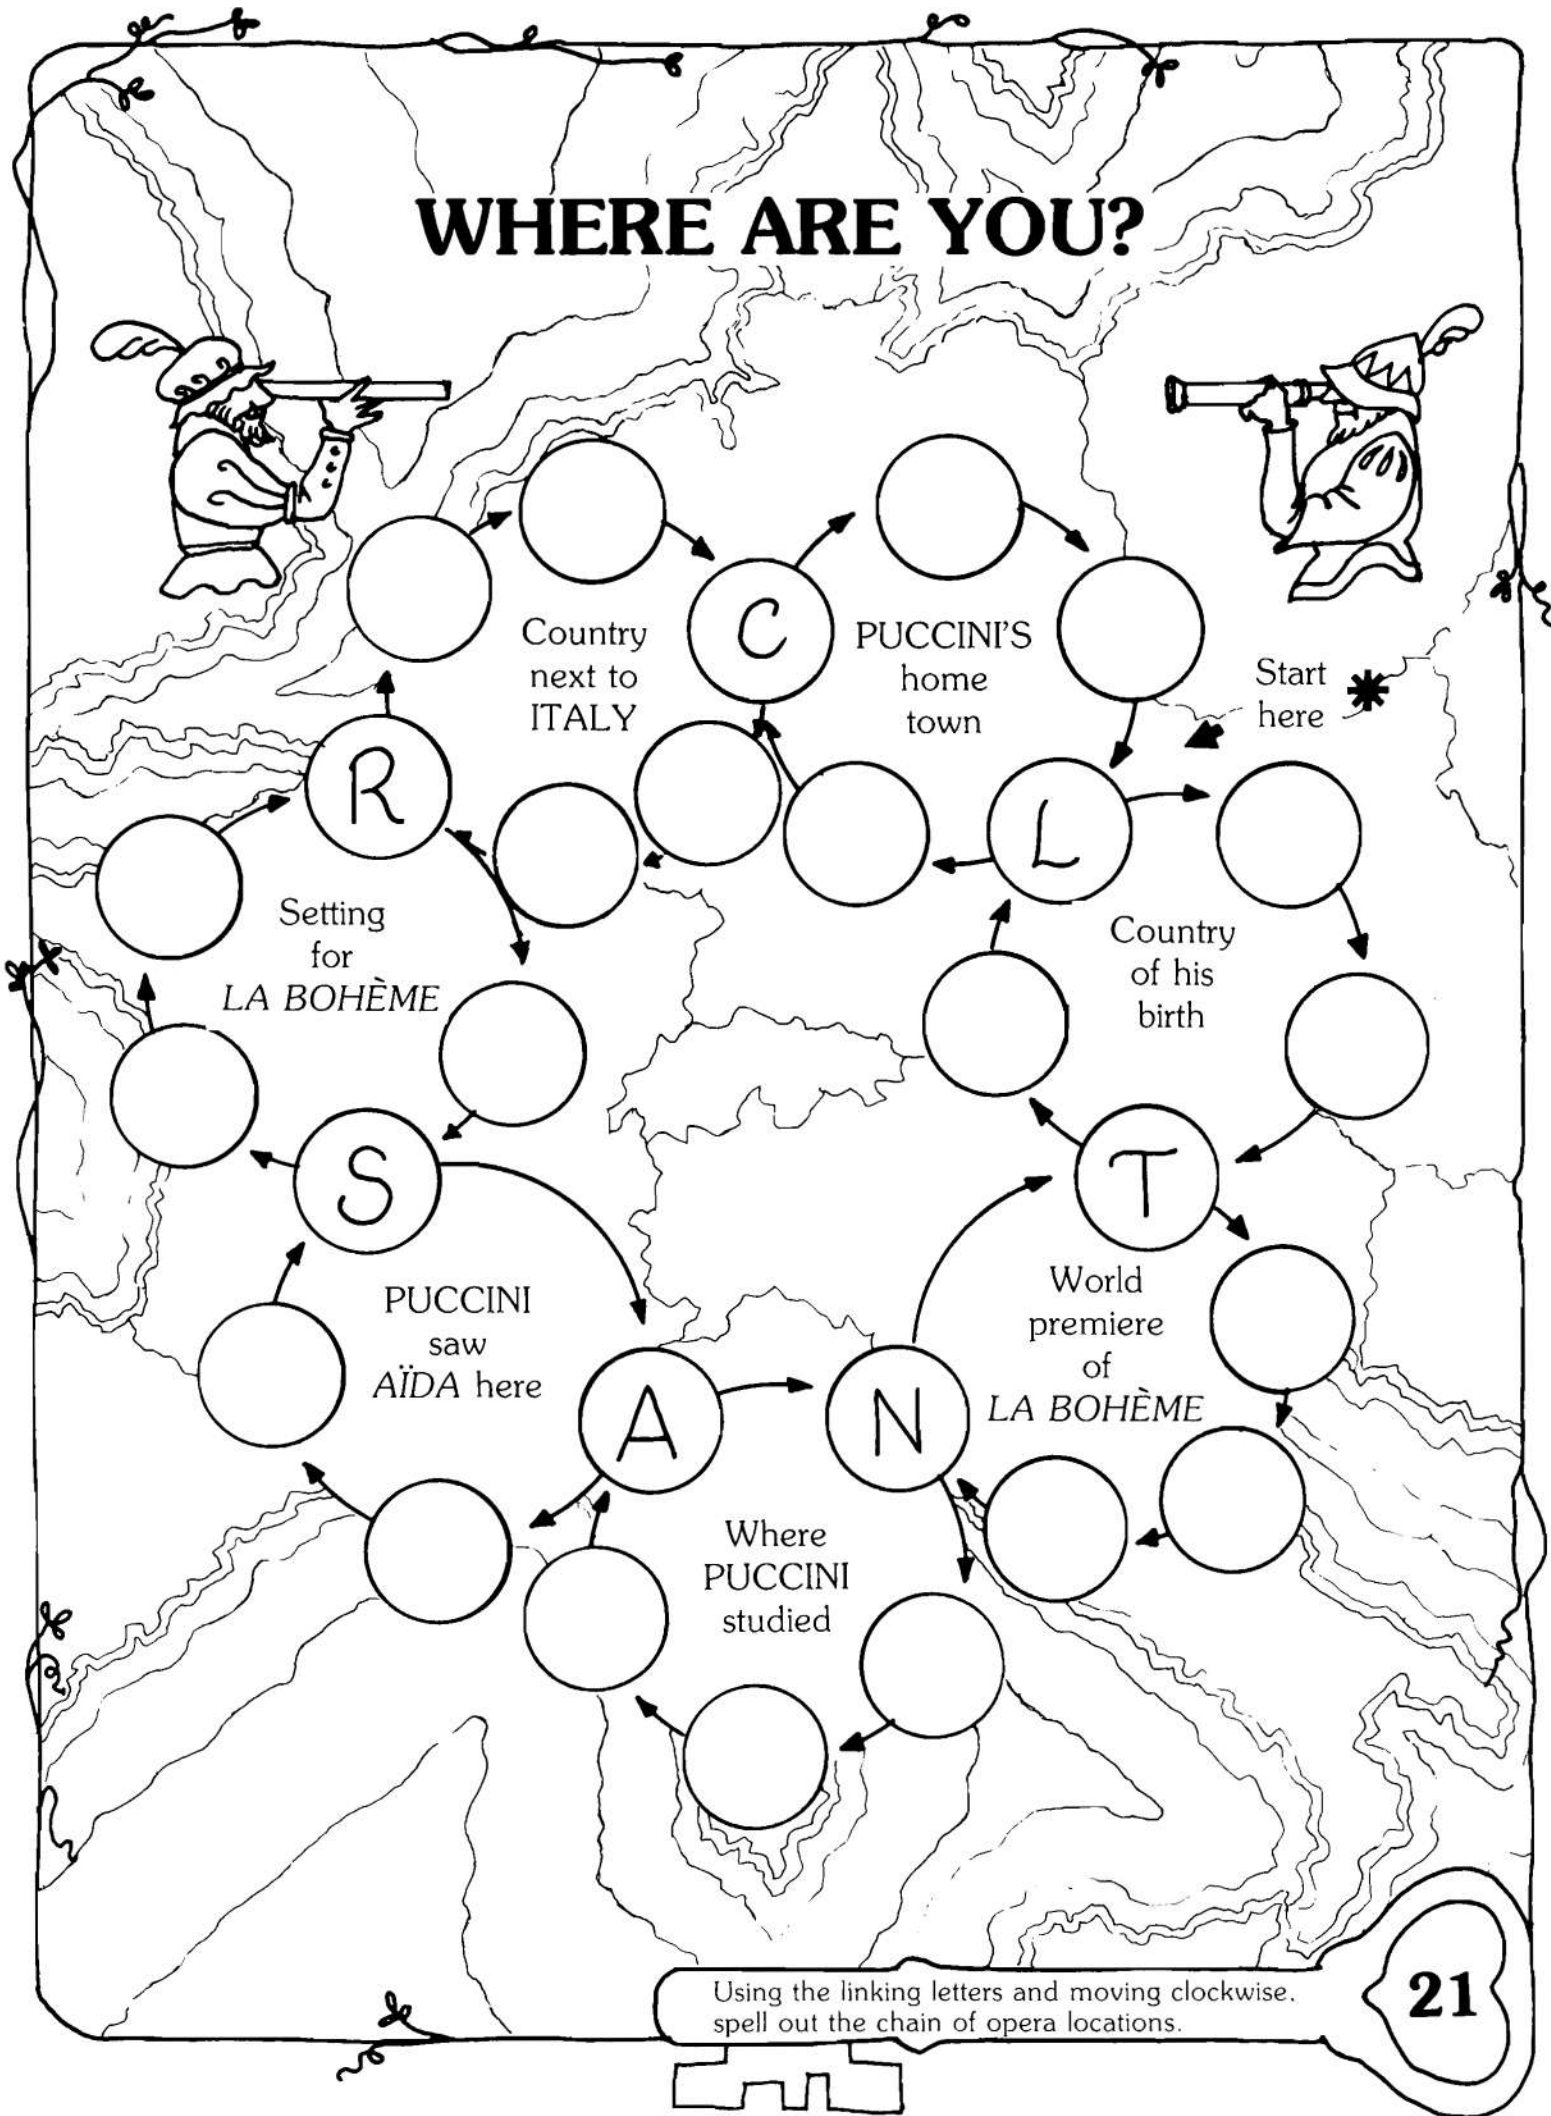 WHERE ARE YOU?
Country
next to
ITALY
C
PUCCINI'S
home
town
Start
here
R
L
Setting
for
LA BOHÈME
Country
of his
birth
S
T
PUCCINI
saw
AÏDA here
World
premiere
of
LA BOHÈME
A
N
Where
PUCCINI
studied
Using the linking letters and moving clockwise,
spell out the chain of opera locations.
21